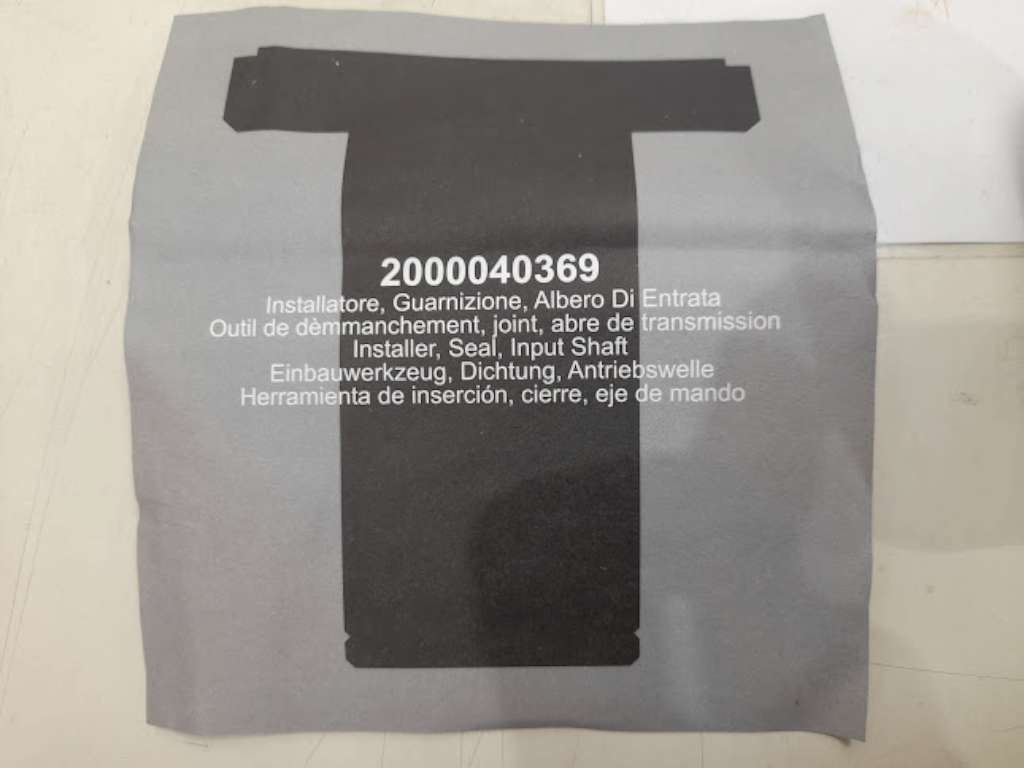 2000040369
Installatore, Guarnizione, Albero Di Entrata
Outil de dèmmanchement, joint, abre de transmission
Installer, Seal, Input Shaft
Einbauwerkzeug, Dichtung, Antriebswelle
Herramienta de inserción, cierre, eje de mando